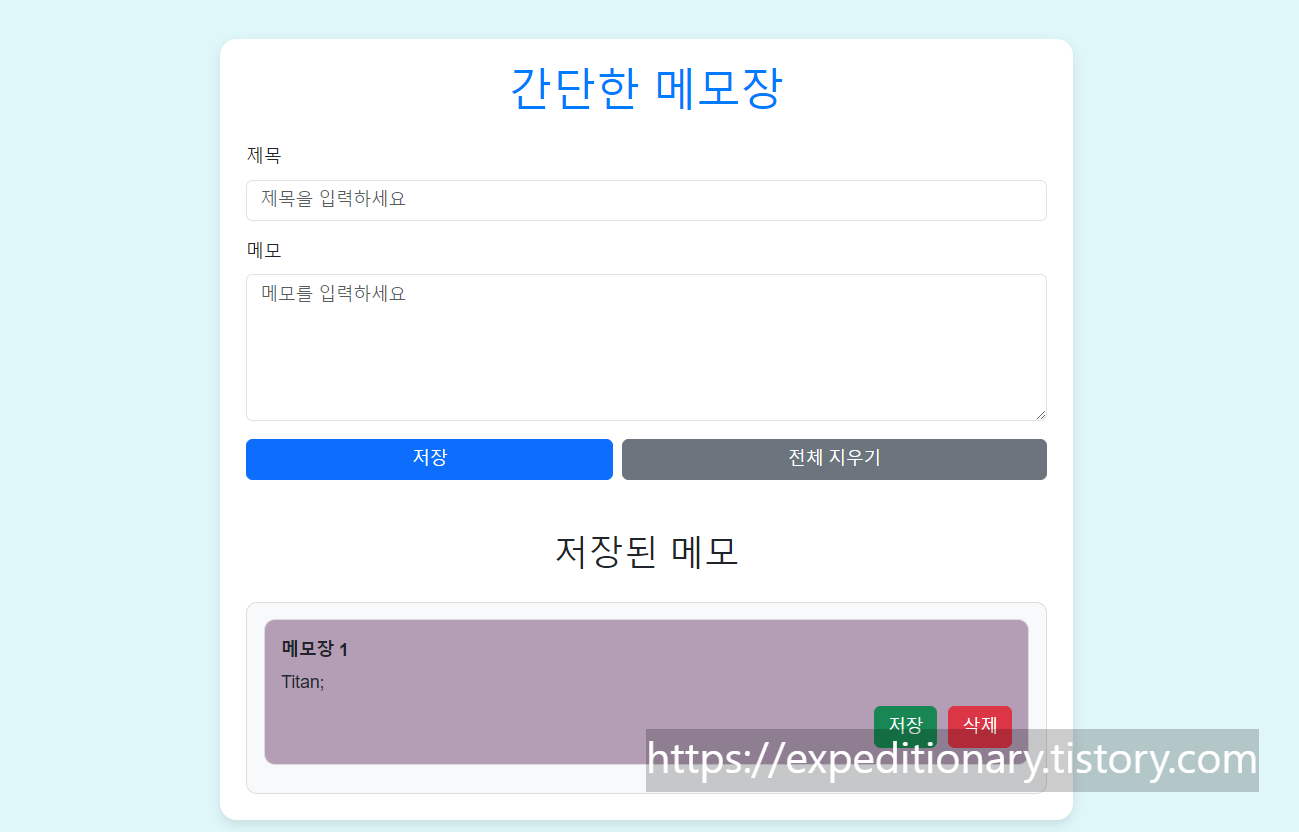 간단한 메모장
제목
제목을 입력하세요
메모
메모를 입력하세요
저장 전체 지우기
저장된 메모
메모장 1
Titan;
저장 삭제
https://expeditionary.tistory.com